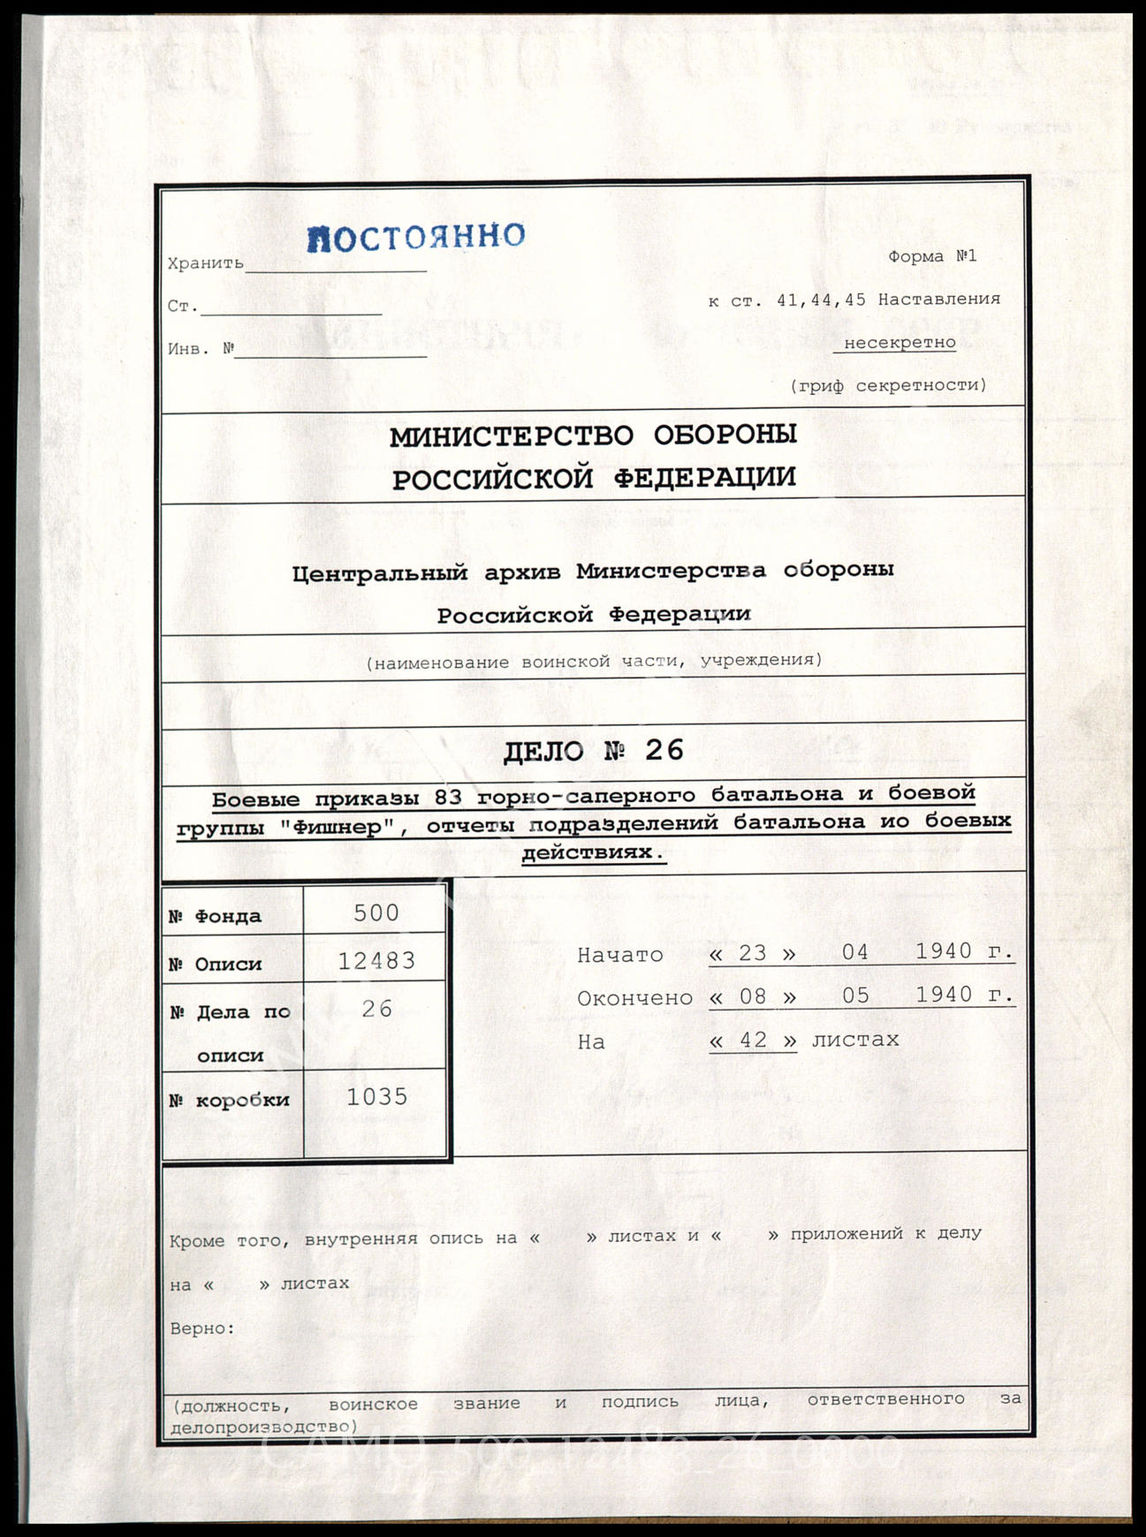 ПОСТОЯННО
Хранить
Форма №1
Ст.
к ст. 41,44,45 Наставления
Инв. №
несекретно
(гриф секретности)
МИНИСТЕРСТВО ОБОРОНЫ
РОССИЙСКОЙ ФЕДЕРАЦИИ
Центральный архив Министерства обороны
Российской Федерации
(наименование воинской части, учреждения)
ДЕЛО № 26
Боевые приказы 83 горно-саперного батальона и боевой
группы "Фишнер", отчеты подразделений батальона ио боевых
действиях.
№ Фонда 500
№ Описи 12483
№ Дела по 26
описи
№ коробки 1035
Начато « 23 » 04 1940 г.
Окончено « 08 » 05 1940 г.
На « 42 » листах
Кроме того, внутренняя опись на « » листах и « » приложений к делу
на « » листах
Верно:
(должность, воинское звание и подпись лица, ответственного за
делопроизводство)
CAMO_500_12483_26_0000